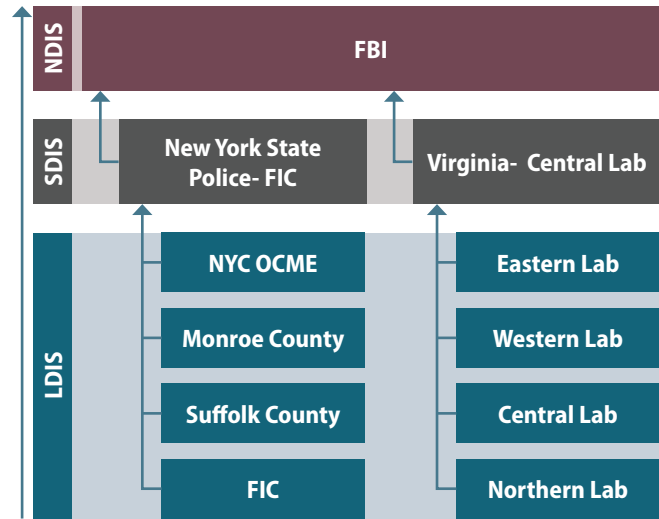 NDIS
FBI
SDIS
New York State
Police- FIC
Virginia- Central Lab
LDIS
NYC OCME
Eastern Lab
Monroe County
Western Lab
Suffolk County
Central Lab
FIC
Northern Lab